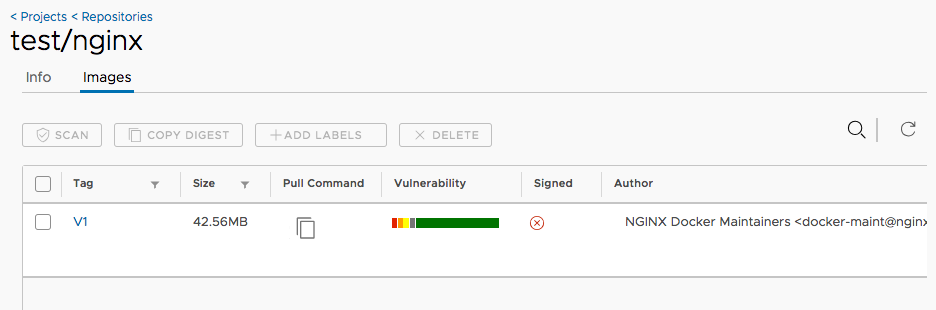 < Projects < Repositories
test/nginx
Info Images
SCAN COPY DIGEST +ADD LABELS × DELETE
Tag Size Pull Command Vulnerability Signed Author
V1 42.56MB NGINX Docker Maintainers <docker-maint@nginx